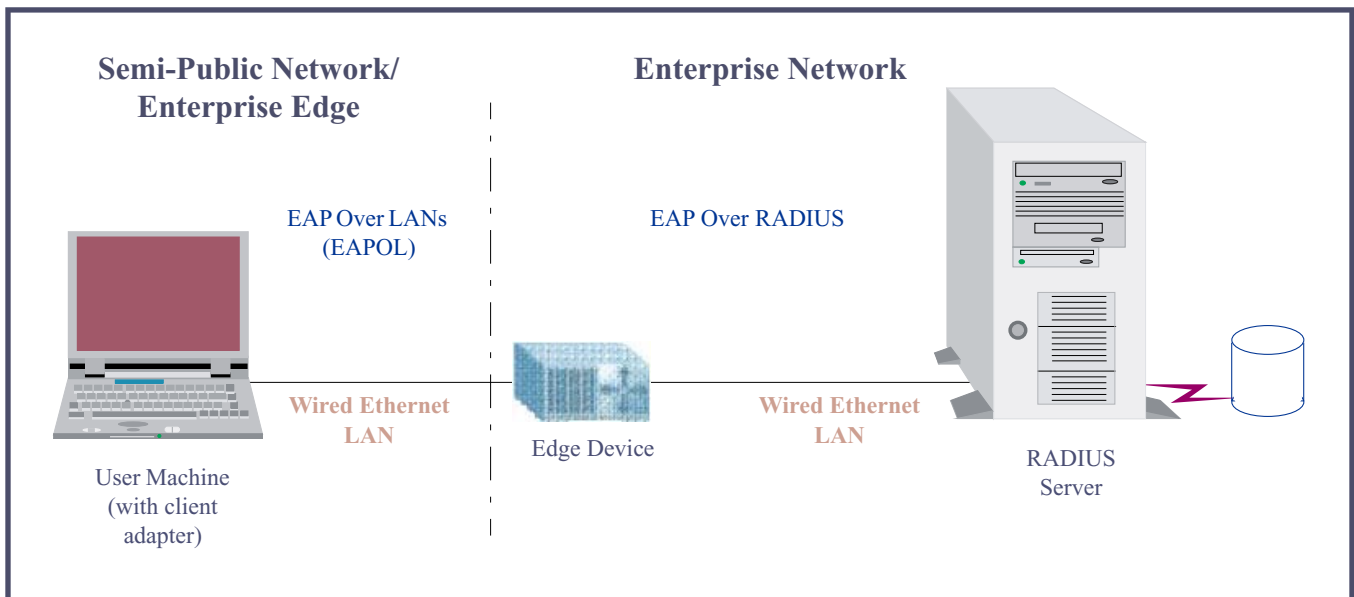 Semi-Public Network/
Enterprise Edge
Enterprise Network
EAP Over LANs
(EAPOL)
EAP Over RADIUS
Wired Ethernet
LAN
Wired Ethernet
LAN
Edge Device
User Machine
(with client
adapter)
RADIUS
Server